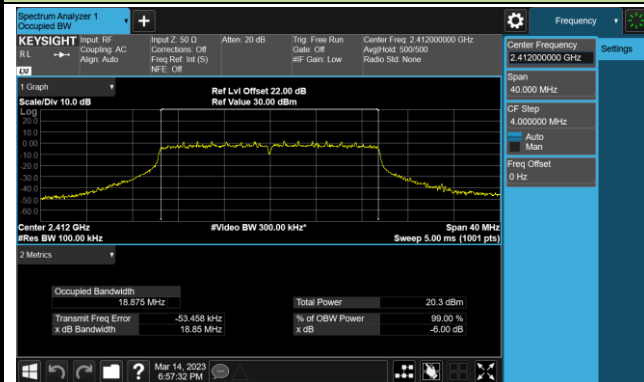 Spectrum Analyzer 1
Occupied BW
+
Frequency
KEYSIGHT
RL
LXI
Input: RF
Coupling: AC
Align: Auto
Input Z: 50 Ω
Corrections: Off
Freq Ref: Int (S)
NFE: Off
Atten: 20 dB
Trig: Free Run
Gate: Off
#IF Gain: Low
Center Freq: 2.412000000 GHz
Avg|Hold: 500/500
Radio Std: None
Center Frequency
2.412000000 GHz
Settings
Span
40.000 MHz
CF Step
4.000000 MHz
Auto
Man
Freq Offset
0 Hz
1 Graph
Scale/Div 10.0 dB
Ref Lvl Offset 22.00 dB
Ref Value 30.00 dBm
Log
20.0
10.0
0.00
-10.0
-20.0
-30.0
-40.0
-50.0
-60.0
Center 2.412 GHz
#Video BW 300.00 kHz*
Span 40 MHz
#Res BW 100.00 kHz
Sweep 5.00 ms (1001 pts)
2 Metrics
Occupied Bandwidth
18.875 MHz
Total Power 20.3 dBm
Transmit Freq Error -53.458 kHz
% of OBW Power 99.00 %
x dB Bandwidth 18.85 MHz
x dB -6.00 dB
?
Mar 14, 2023
6:57:32 PM